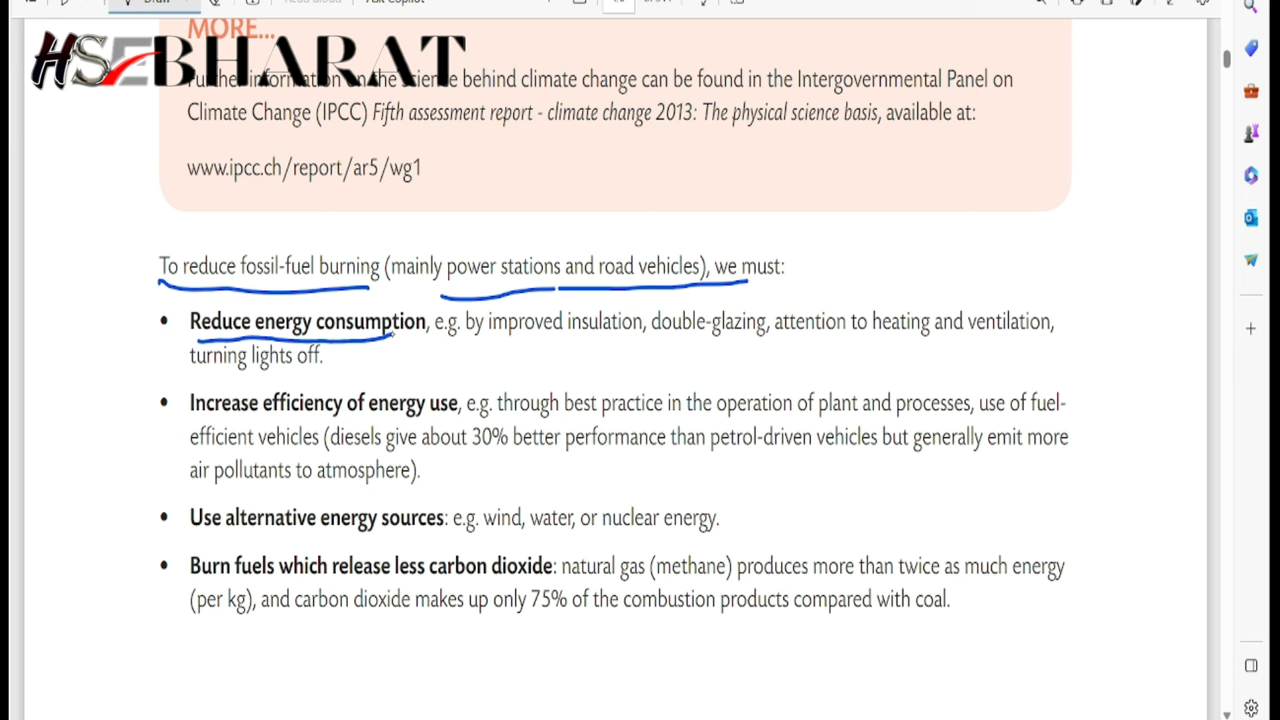 Draw
MORE...
HSE BHARAT
Further information on the science behind climate change can be found in the Intergovernmental Panel on
Climate Change (IPCC) Fifth assessment report - climate change 2013: The physical science basis, available at:
www.ipcc.ch/report/ar5/wg1
To reduce fossil-fuel burning (mainly power stations and road vehicles), we must:
• Reduce energy consumption, e.g. by improved insulation, double-glazing, attention to heating and ventilation,
turning lights off.
• Increase efficiency of energy use, e.g. through best practice in the operation of plant and processes, use of fuel-
efficient vehicles (diesels give about 30% better performance than petrol-driven vehicles but generally emit more
air pollutants to atmosphere).
• Use alternative energy sources: e.g. wind, water, or nuclear energy.
• Burn fuels which release less carbon dioxide: natural gas (methane) produces more than twice as much energy
(per kg), and carbon dioxide makes up only 75% of the combustion products compared with coal.